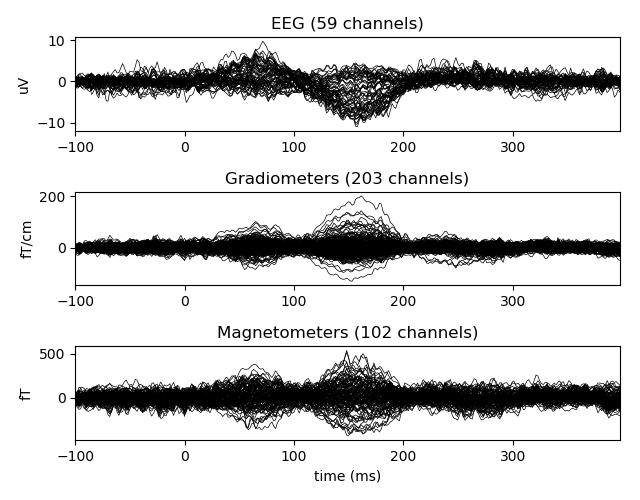 EEG (59 channels)
10
0
−10
uV
−100 0 100 200 300
Gradiometers (203 channels)
200
0
fT/cm
−100 0 100 200 300
Magnetometers (102 channels)
500
0
fT
−100 0 100 200 300
time (ms)